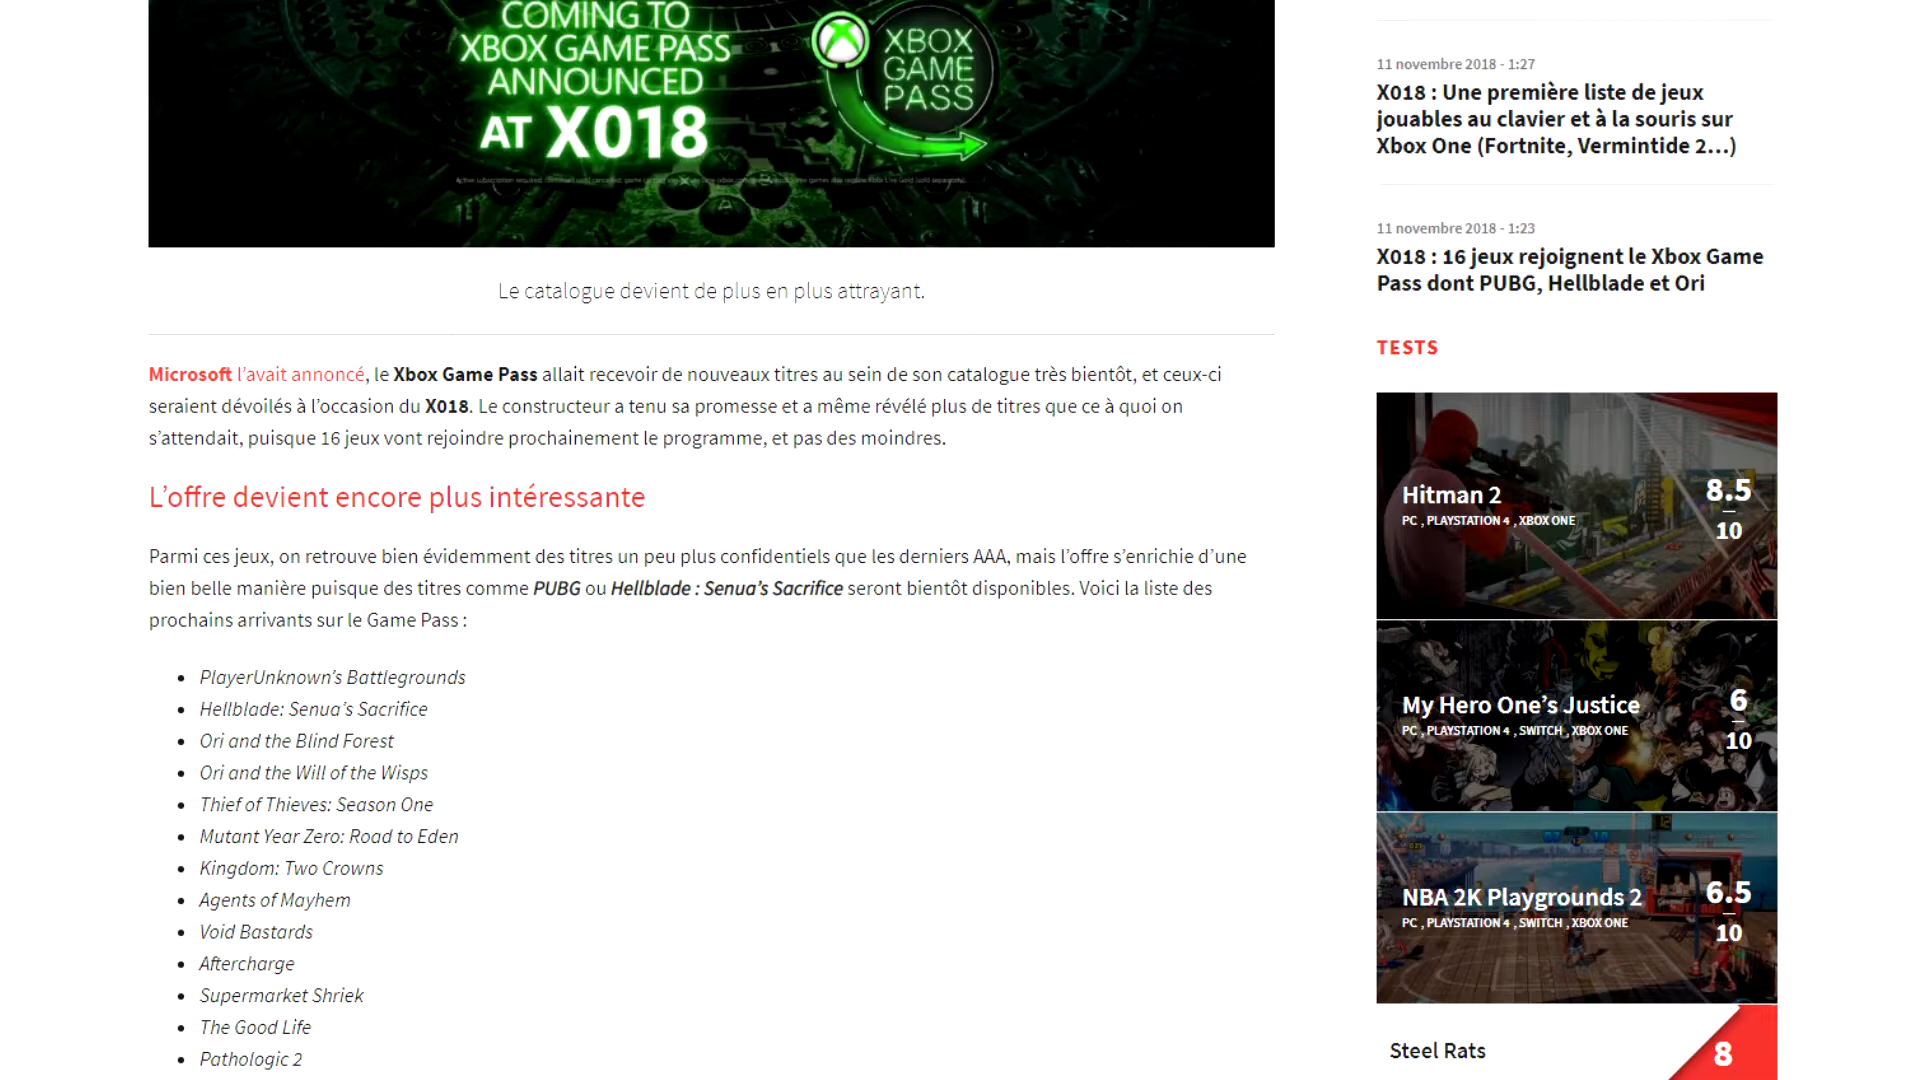 COMING TO
XBOX GAME PASS
ANNOUNCED
AT X018
XBOX
GAME
PASS
Le catalogue devient de plus en plus attrayant.
Microsoft l’avait annoncé, le Xbox Game Pass allait recevoir de nouveaux titres au sein de son catalogue très bientôt, et ceux-ci
seraient dévoilés à l’occasion du X018. Le constructeur a tenu sa promesse et a même révélé plus de titres que ce à quoi on
s’attendait, puisque 16 jeux vont rejoindre prochainement le programme, et pas des moindres.
L’offre devient encore plus intéressante
Parmi ces jeux, on retrouve bien évidemment des titres un peu plus confidentiels que les derniers AAA, mais l’offre s’enrichie d’une
bien belle manière puisque des titres comme PUBG ou Hellblade : Senua’s Sacrifice seront bientôt disponibles. Voici la liste des
prochains arrivants sur le Game Pass :
• PlayerUnknown’s Battlegrounds
• Hellblade: Senua’s Sacrifice
• Ori and the Blind Forest
• Ori and the Will of the Wisps
• Thief of Thieves: Season One
• Mutant Year Zero: Road to Eden
• Kingdom: Two Crowns
• Agents of Mayhem
• Void Bastards
• Aftercharge
• Supermarket Shriek
• The Good Life
• Pathologic 2
11 novembre 2018 - 1:27
X018 : Une première liste de jeux
jouables au clavier et à la souris sur
Xbox One (Fortnite, Vermintide 2…)
11 novembre 2018 - 1:23
X018 : 16 jeux rejoignent le Xbox Game
Pass dont PUBG, Hellblade et Ori
TESTS
Hitman 2
PC , PLAYSTATION 4 , XBOX ONE
8.5
10
My Hero One’s Justice
PC , PLAYSTATION 4 , SWITCH , XBOX ONE
6
10
NBA 2K Playgrounds 2
PC , PLAYSTATION 4 , SWITCH , XBOX ONE
6.5
10
Steel Rats
8